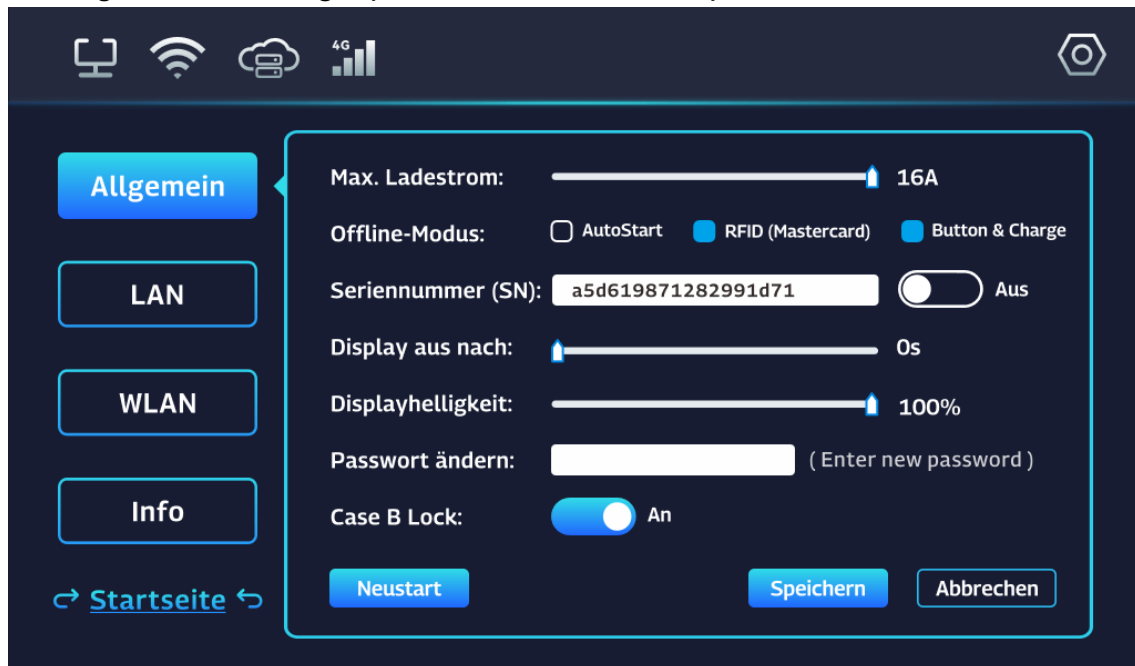 4G
Allgemein
Max. Ladestrom: 16A
Offline-Modus: AutoStart RFID (Mastercard) Button & Charge
LAN
Seriennummer (SN): a5d619871282991d71 Aus
Display aus nach: 0s
WLAN
Displayhelligkeit: 100%
Passwort ändern: ( Enter new password )
Info
Case B Lock: An
Startseite
Neustart Speichern Abbrechen